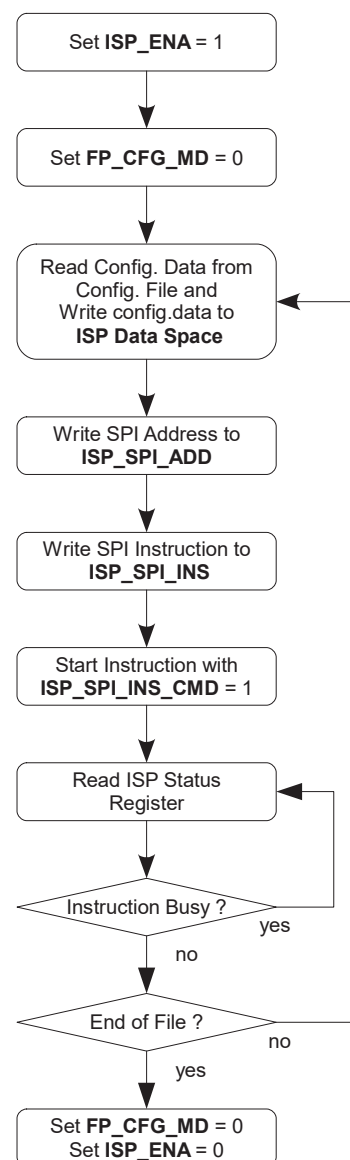 Set ISP_ENA = 1
Set FP_CFG_MD = 0
Read Config. Data from
Config. File and
Write config.data to
ISP Data Space
Write SPI Address to
ISP_SPI_ADD
Write SPI Instruction to
ISP_SPI_INS
Start Instruction with
ISP_SPI_INS_CMD = 1
Read ISP Status
Register
Instruction Busy ?
yes
no
End of File ?
no
yes
Set FP_CFG_MD = 0
Set ISP_ENA = 0